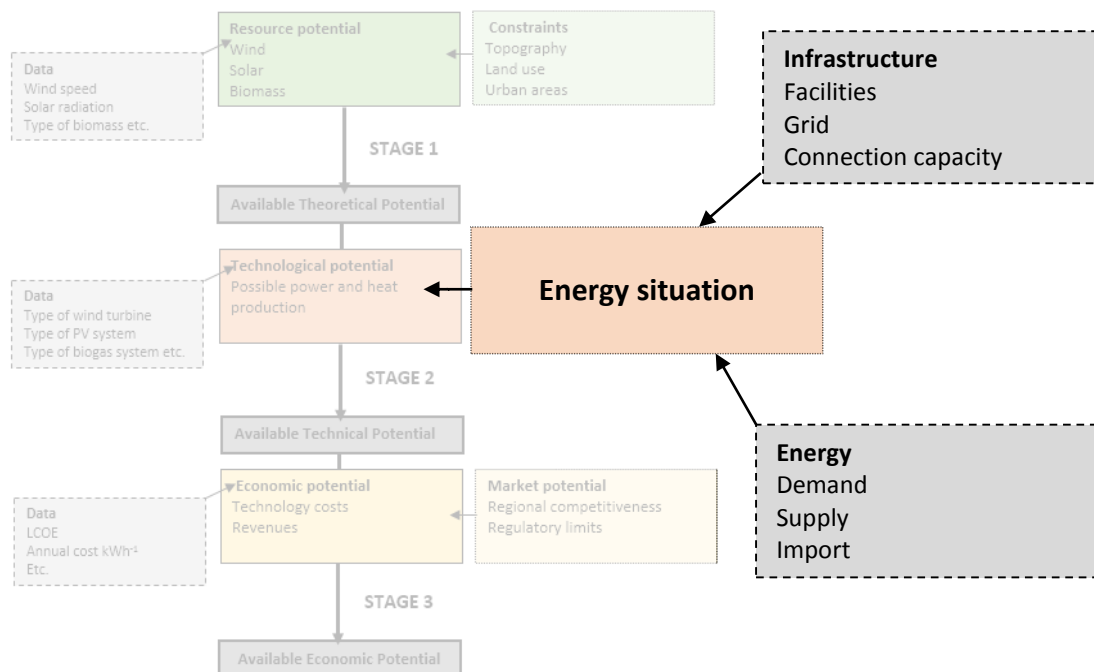 Resource potential
Wind
Solar
Biomass
Constraints
Topography
Land use
Urban areas
Data
Wind speed
Solar radiation
Type of biomass etc.
Infrastructure
Facilities
Grid
Connection capacity
STAGE 1
Available Theoretical Potential
Technological potential
Possible power and heat
production
Energy situation
Data
Type of wind turbine
Type of PV system
Type of biogas system etc.
STAGE 2
Available Technical Potential
Energy
Demand
Supply
Import
Economic potential
Technology costs
Revenues
Market potential
Regional competitiveness
Regulatory limits
Data
LCOE
Annual cost kWh⁻¹
Etc.
STAGE 3
Available Economic Potential